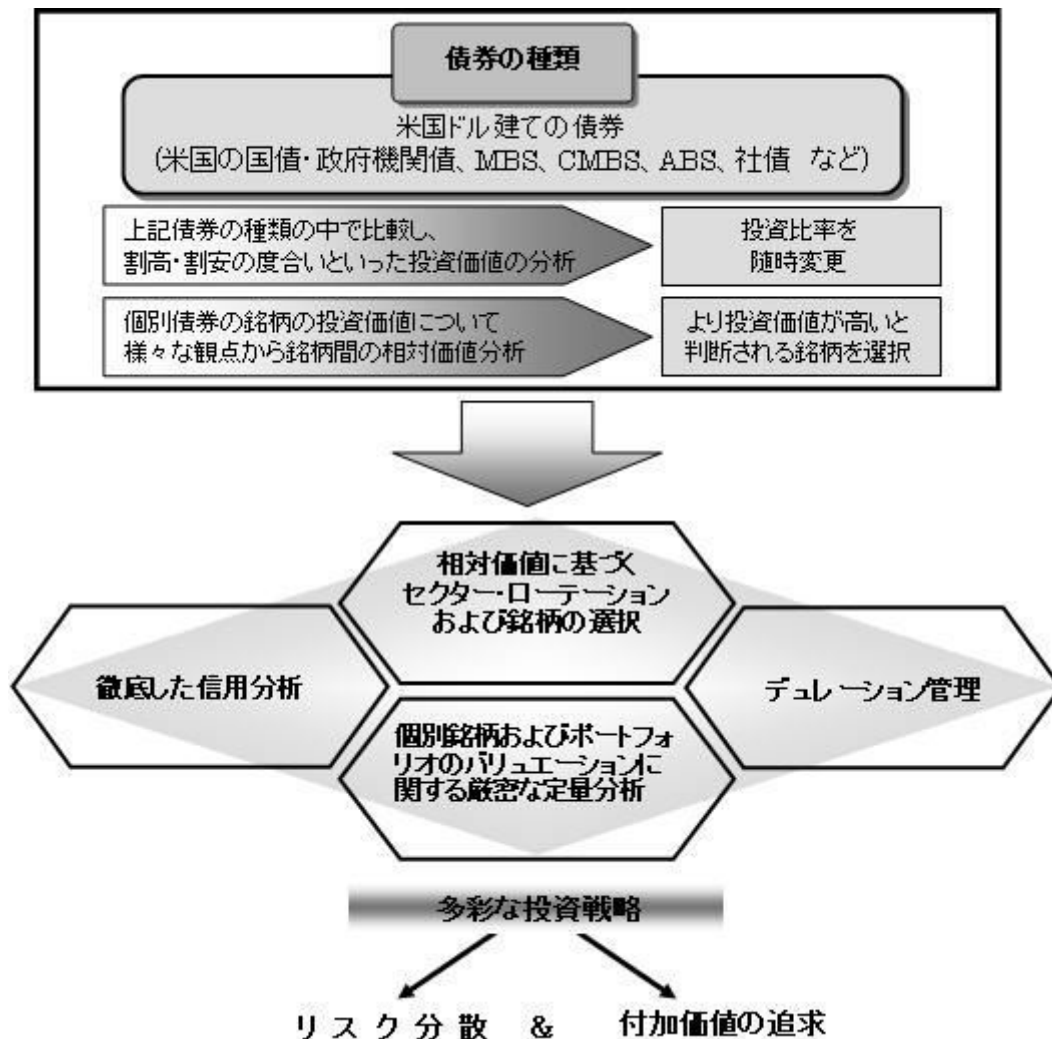 債券の種類
米国ドル建ての債券
(米国の国債・政府機関債、MBS、CMBS、ABS、社債 など)
上記債券の種類の中で比較し、
割高・割安の度合いといった投資価値の分析
投資比率を
随時変更
個別債券の銘柄の投資価値について
様々な観点から銘柄間の相対価値分析
より投資価値が高いと
判断される銘柄を選択
相対価値に基づく
セクター・ローテーション
および銘柄の選択
徹底した信用分析
デュレーション管理
個別銘柄およびポートフォ
リオのバリュエーションに
関する厳密な定量分析
多彩な投資戦略
リスク分散 & 付加価値の追求